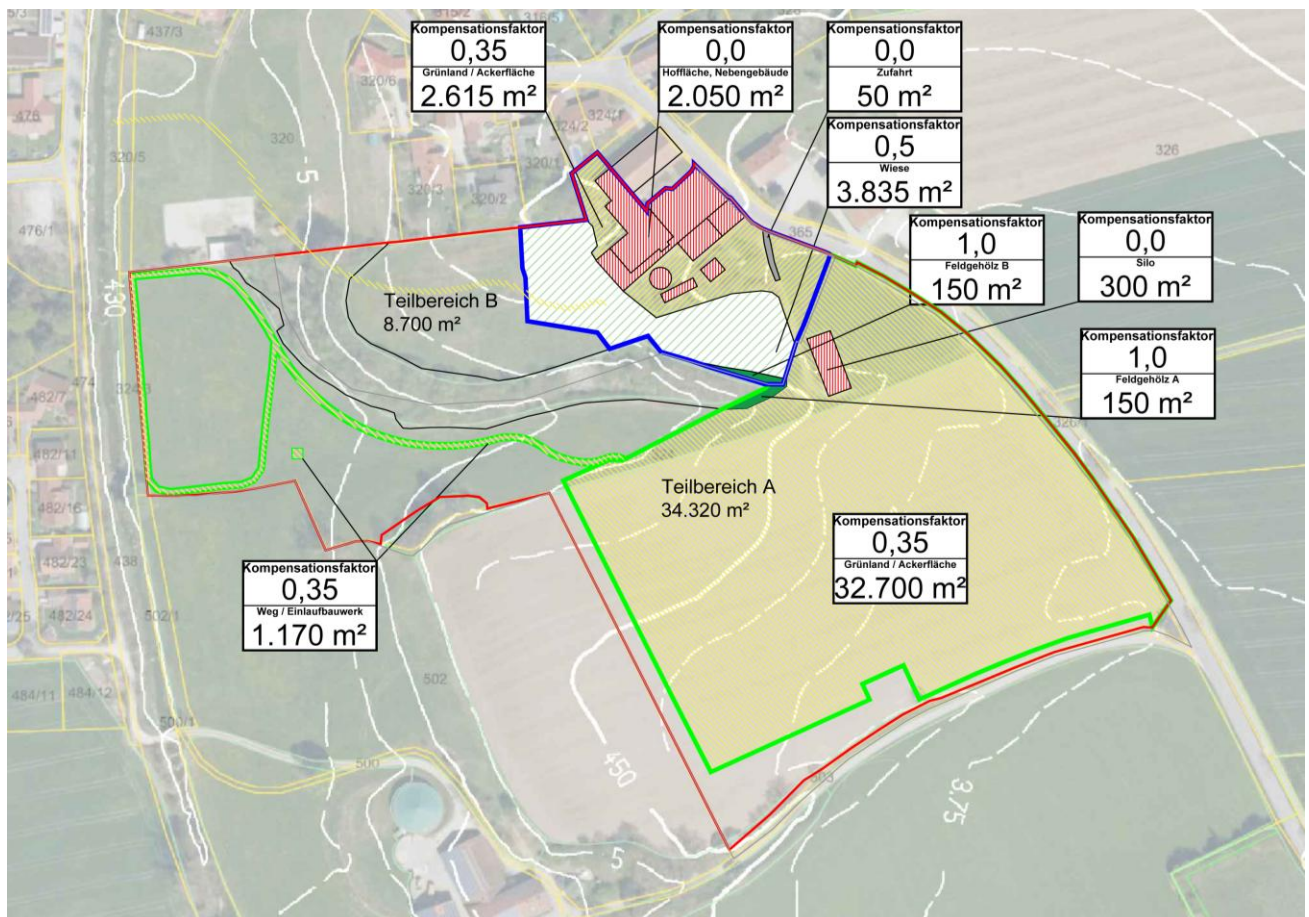 Kompensationsfaktor
0,35
Grünland / Ackerfläche
2.615 m²
Kompensationsfaktor
0,0
Hoffläche, Nebengebäude
2.050 m²
Kompensationsfaktor
0,0
Zufahrt
50 m²
Kompensationsfaktor
0,5
Wiese
3.835 m²
Kompensationsfaktor
1,0
Feldgehölz B
150 m²
Kompensationsfaktor
0,0
Silo
300 m²
Kompensationsfaktor
1,0
Feldgehölz A
150 m²
Teilbereich B
8.700 m²
Teilbereich A
34.320 m²
Kompensationsfaktor
0,35
Grünland / Ackerfläche
32.700 m²
Kompensationsfaktor
0,35
Weg / Einlaufbauwerk
1.170 m²
437/3
476
476/1
320/5
320
320/6
320/3
320/2
320/1
324/1
326
365
474
482/7
482/11
482/16
482/23
482/24
438
502/1
502
484/11
484/12
500/1
500
503
430
5
450
5
3.75